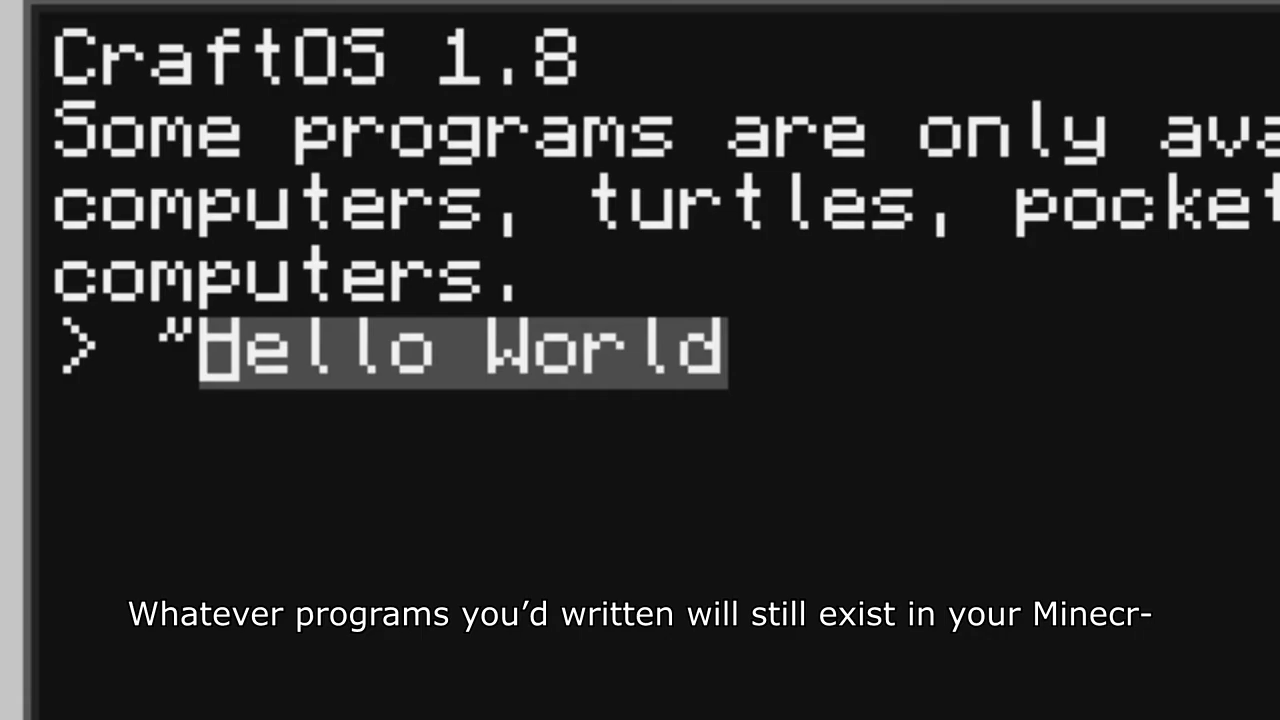 CraftOS 1.8
Some programs are only ava
computers, turtles, pocket
computers.
> "Hello World
Whatever programs you’d written will still exist in your Minecr-